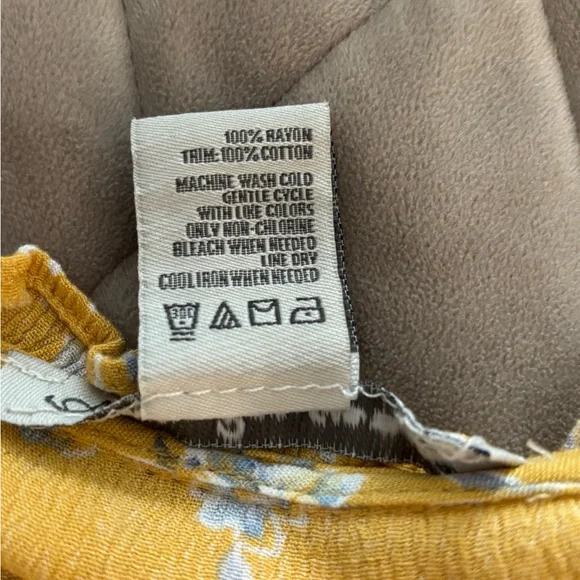 100% RAYON
TRIM: 100% COTTON
MACHINE WASH COLD
GENTLE CYCLE
WITH LIKE COLORS
ONLY NON-CHLORINE
BLEACH WHEN NEEDED
LINE DRY
COOL IRON WHEN NEEDED
30C